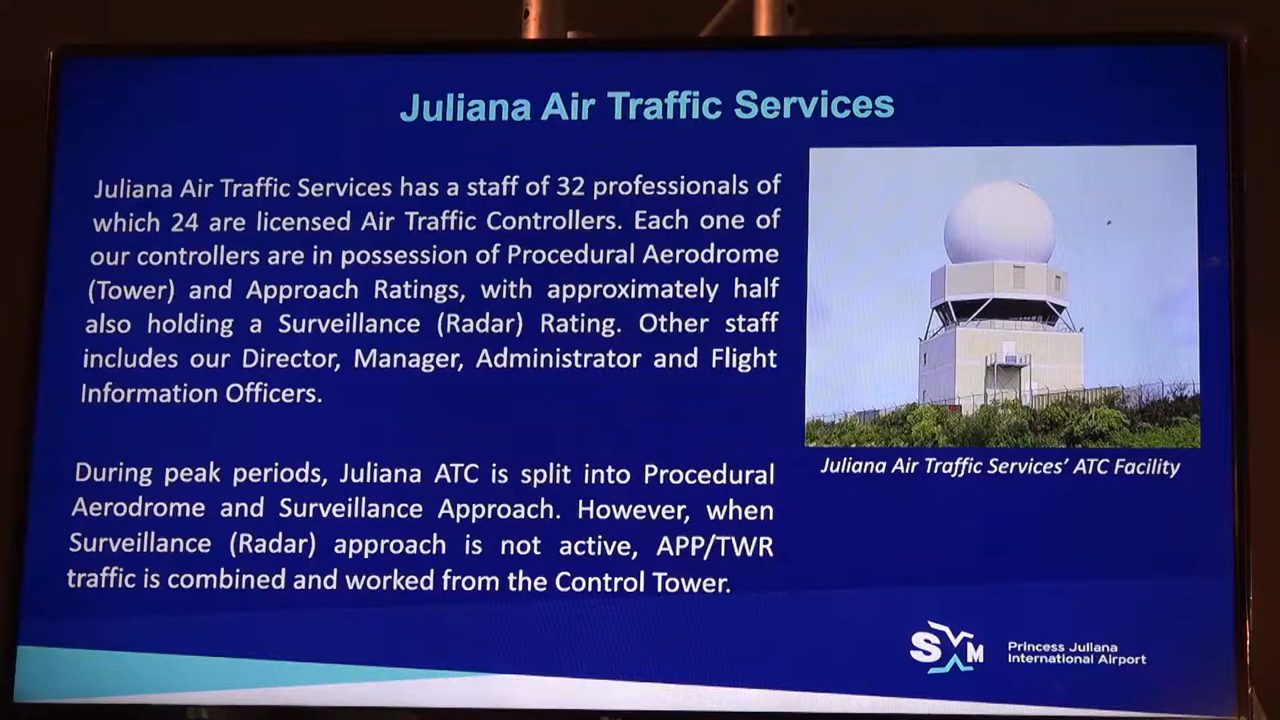 Juliana Air Traffic Services
Juliana Air Traffic Services has a staff of 32 professionals of
which 24 are licensed Air Traffic Controllers. Each one of
our controllers are in possession of Procedural Aerodrome
(Tower) and Approach Ratings, with approximately half
also holding a Surveillance (Radar) Rating. Other staff
includes our Director, Manager, Administrator and Flight
Information Officers.
During peak periods, Juliana ATC is split into Procedural
Aerodrome and Surveillance Approach. However, when
Surveillance (Radar) approach is not active, APP/TWR
traffic is combined and worked from the Control Tower.
Juliana Air Traffic Services’ ATC Facility
SXM
Princess Juliana
International Airport